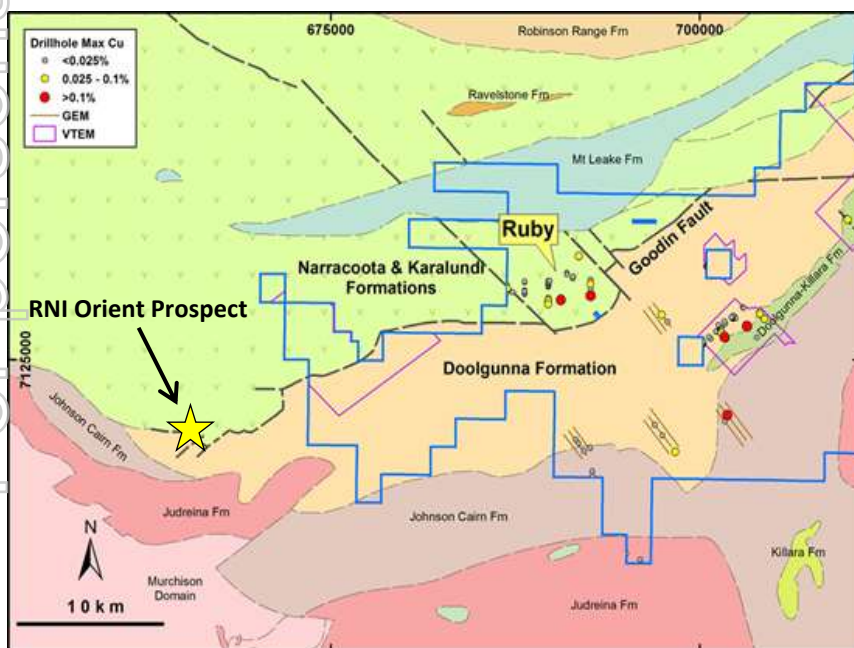 675000
700000
Robinson Range Fm
Drillhole Max Cu
<0.025%
0.025 - 0.1%
>0.1%
GEM
VTEM
Ravelstone Fm
Mt Leake Fm
Ruby
Goodin Fault
Narracoota & Karalundi
Formations
Doolgunna-Killara Fm
RNI Orient Prospect
7125000
Doolgunna Formation
Johnson Cairn Fm
Judreina Fm
Johnson Cairn Fm
N
Killara Fm
Murchison
Domain
10 km
Judreina Fm